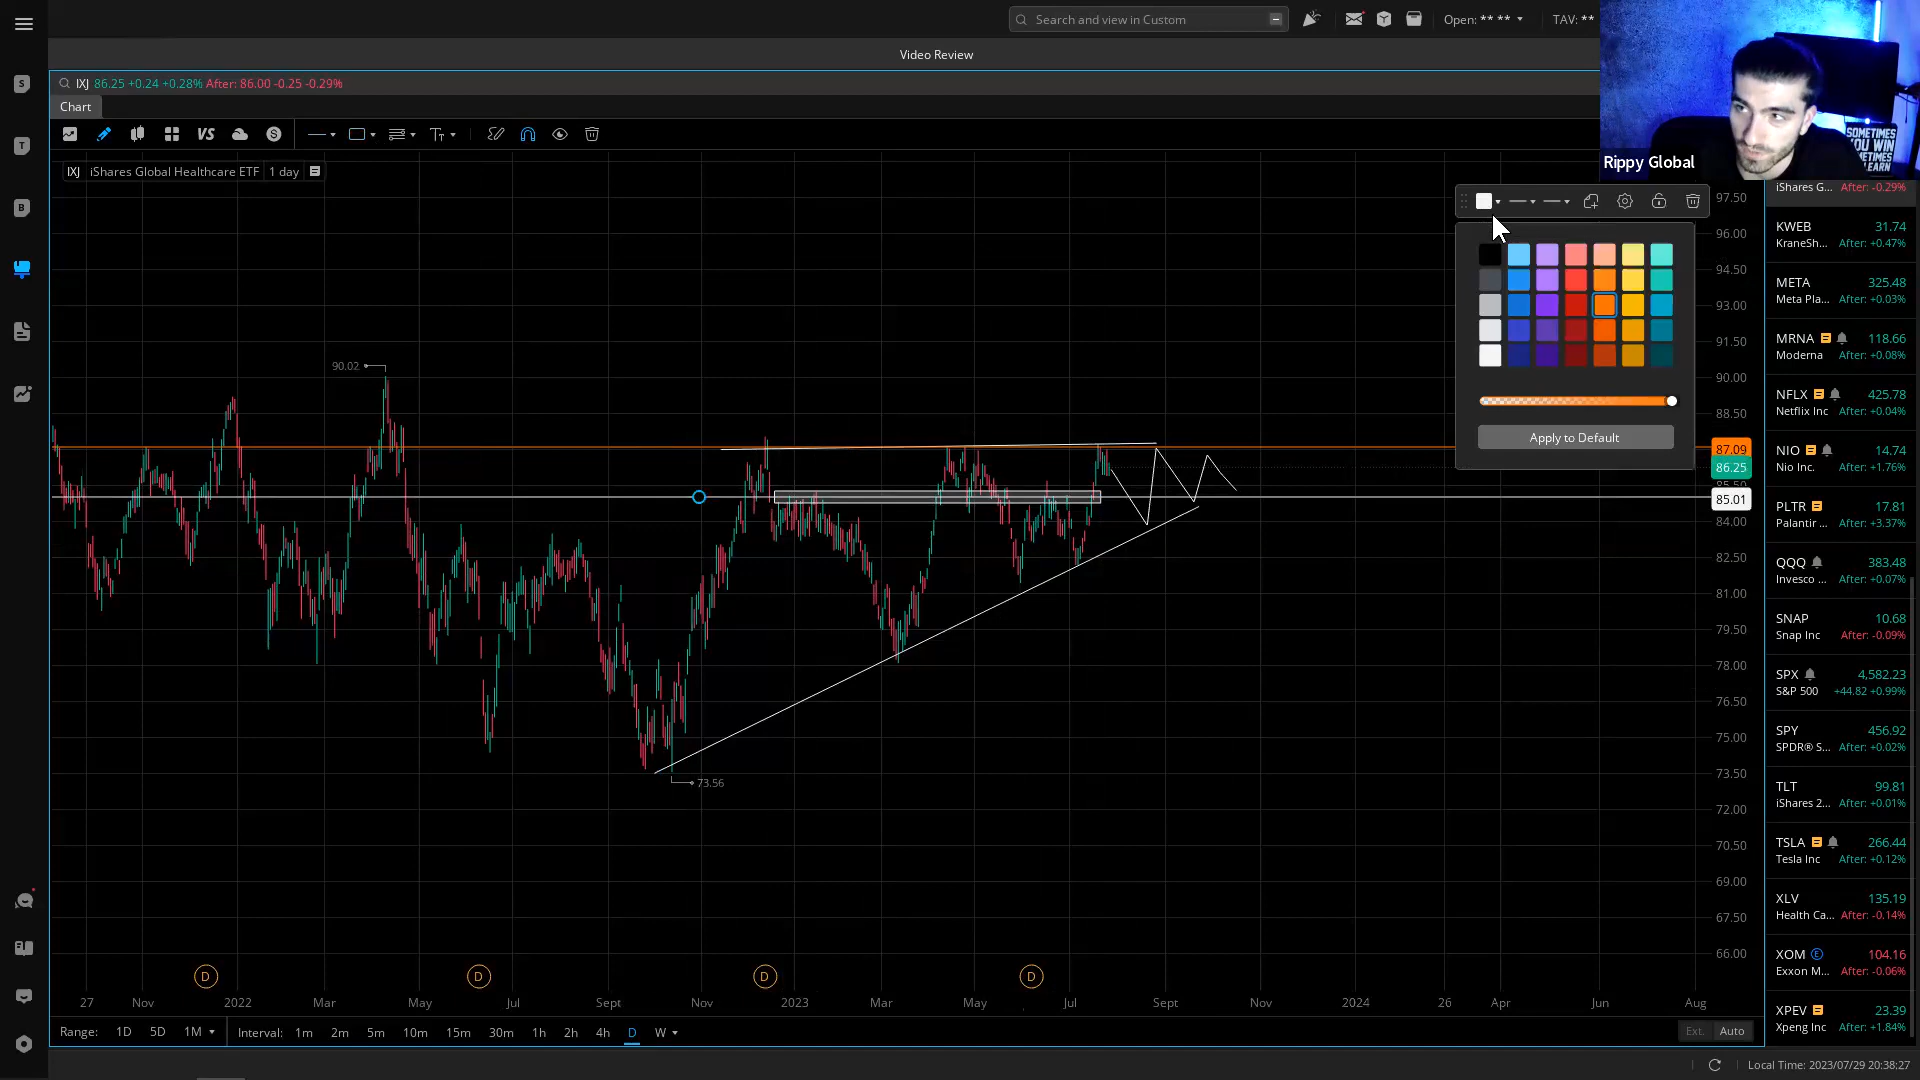 Search and view in Custom
Open: ** **
TAV: **
Video Review
IXJ 86.25 +0.24 +0.28% After: 86.00 -0.25 -0.29%
Chart
VS
S
IXJ iShares Global Healthcare ETF 1 day
Rippy Global
SOMETIMES
YOU WIN
SOMETIMES
LEARN
Apply to Default
90.02
73.56
97.50
96.00
94.50
93.00
91.50
90.00
88.50
87.09
86.25
85.01
84.00
82.50
81.00
79.50
78.00
76.50
75.00
73.50
72.00
70.50
69.00
67.50
66.00
iShares G... After: -0.29%
KWEB 31.74
KraneSh... After: +0.47%
META 325.48
Meta Pla... After: +0.03%
MRNA 118.66
Moderna After: +0.08%
NFLX 425.78
Netflix Inc After: +0.04%
NIO 14.74
Nio Inc. After: +1.76%
PLTR 17.81
Palantir ... After: +3.37%
QQQ 383.48
Invesco ... After: +0.07%
SNAP 10.68
Snap Inc After: -0.09%
SPX 4,582.23
S&P 500 +44.82 +0.99%
SPY 456.92
SPDR® S... After: +0.02%
TLT 99.81
iShares 2... After: +0.01%
TSLA 266.44
Tesla Inc After: +0.12%
XLV 135.19
Health Ca... After: -0.14%
XOM E 104.16
Exxon M... After: -0.06%
XPEV 23.39
Xpeng Inc After: +1.84%
S
T
B
D D D D
27 Nov 2022 Mar May Jul Sept Nov 2023 Mar May Jul Sept Nov 2024 26 Apr Jun Aug
Range: 1D 5D 1M Interval: 1m 2m 5m 10m 15m 30m 1h 2h 4h D W
Ext. Auto
Local Time: 2023/07/29 20:38:27